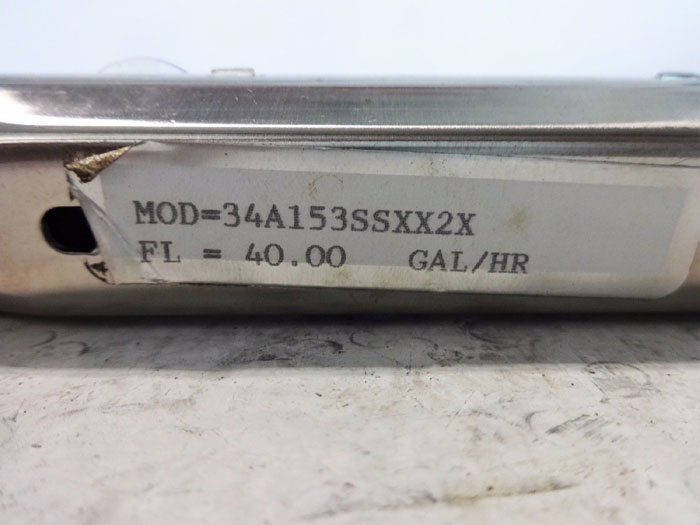 MOD=34A153SSXX2X
FL = 40.00 GAL/HR